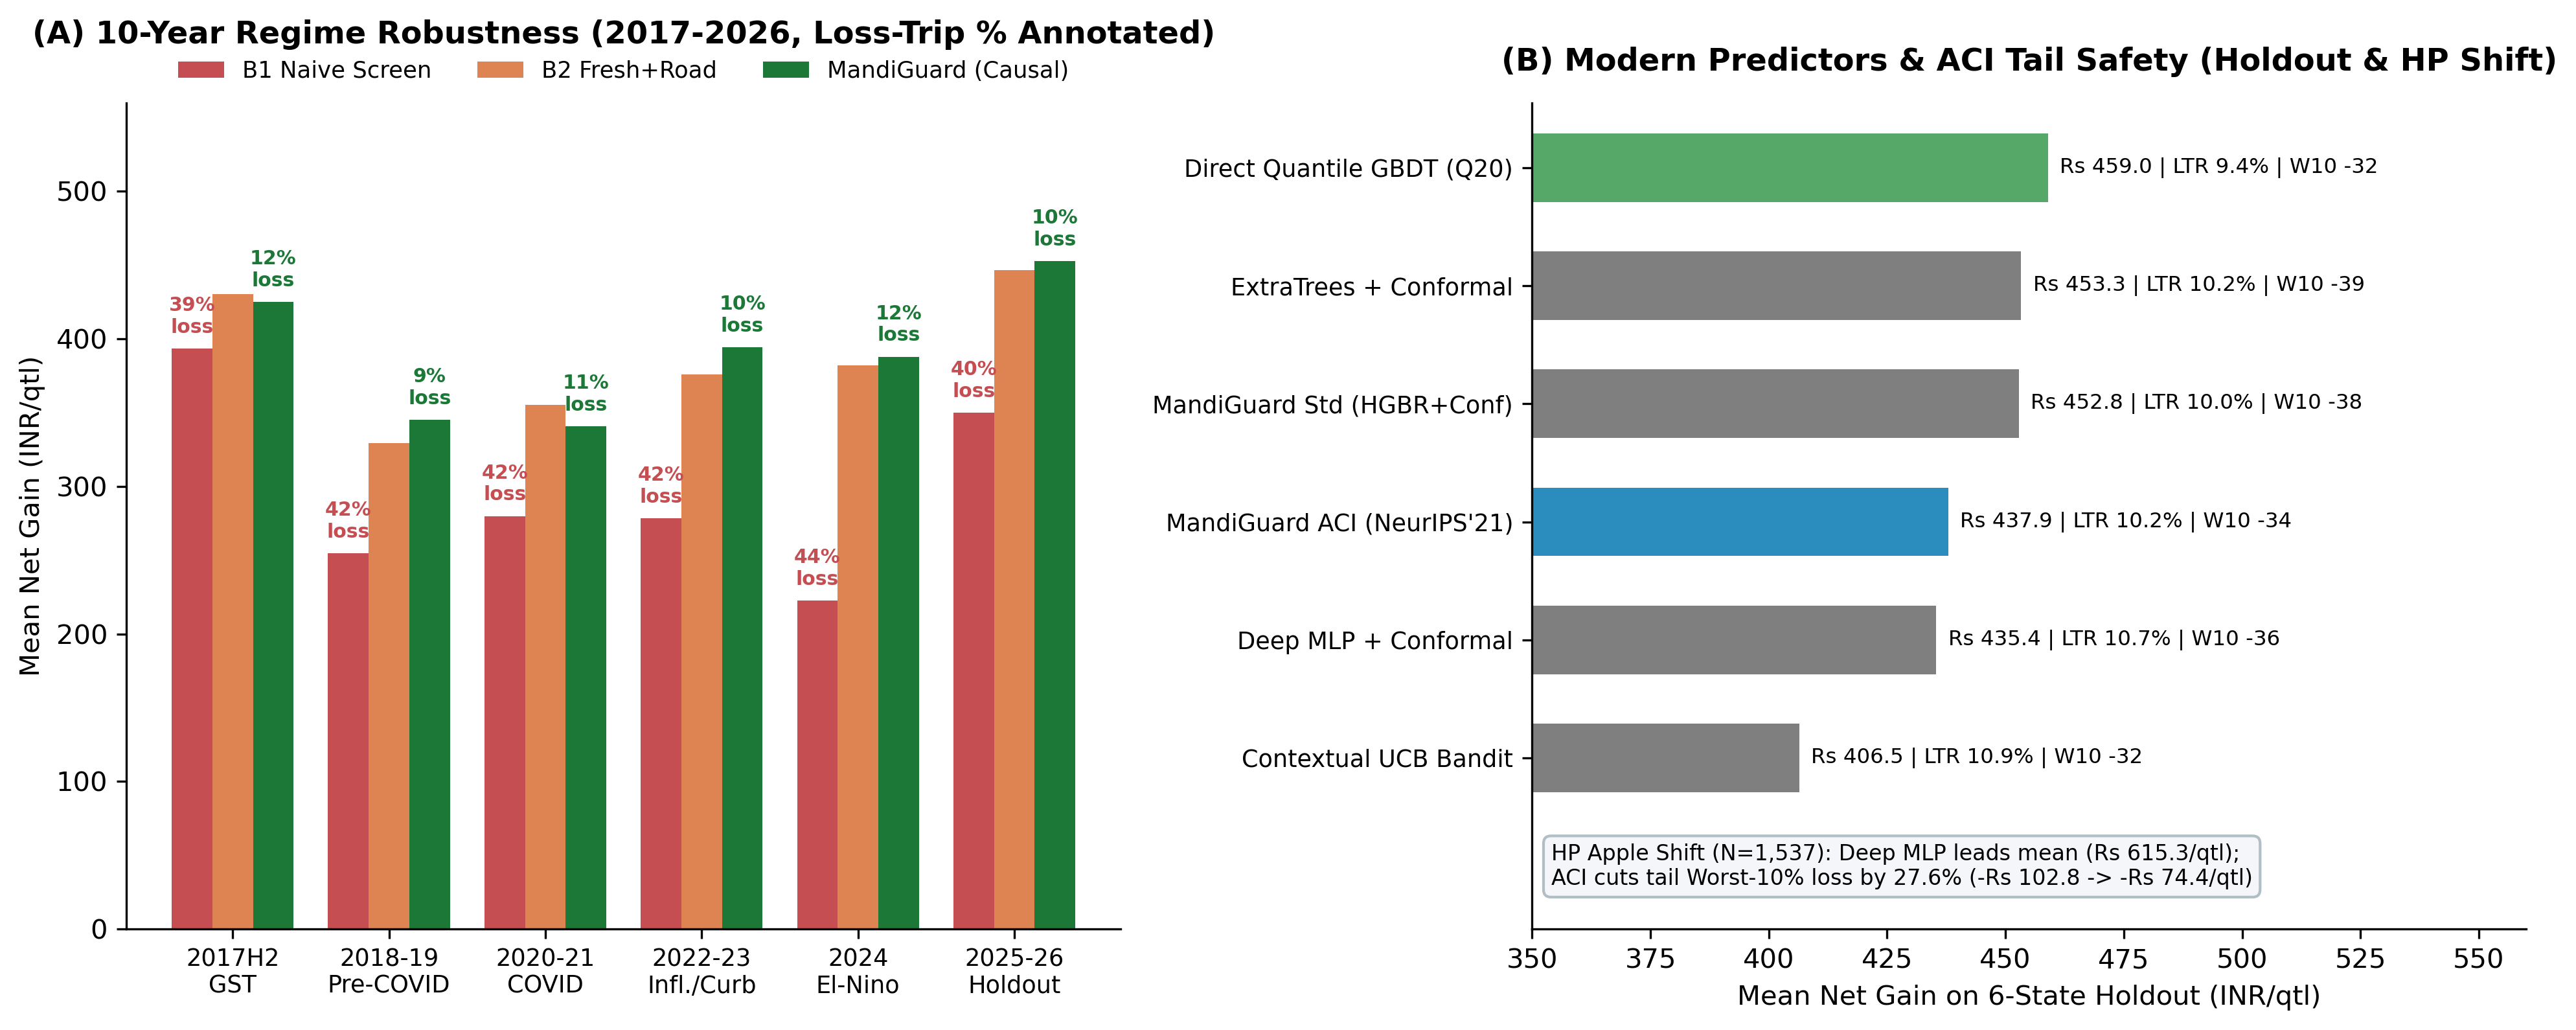 (A) 10-Year Regime Robustness (2017-2026, Loss-Trip % Annotated)
B1 Naive Screen
B2 Fresh+Road
MandiGuard (Causal)
Mean Net Gain (INR/qtl)
500
400
300
200
100
0
39%
loss
12%
loss
42%
loss
9%
loss
42%
loss
11%
loss
42%
loss
10%
loss
44%
loss
12%
loss
40%
loss
10%
loss
2017H2
GST
2018-19
Pre-COVID
2020-21
COVID
2022-23
Infl./Curb
2024
El-Nino
2025-26
Holdout
(B) Modern Predictors & ACI Tail Safety (Holdout & HP Shift)
Direct Quantile GBDT (Q20)
Rs 459.0 | LTR 9.4% | W10 -32
ExtraTrees + Conformal
Rs 453.3 | LTR 10.2% | W10 -39
MandiGuard Std (HGBR+Conf)
Rs 452.8 | LTR 10.0% | W10 -38
MandiGuard ACI (NeurIPS'21)
Rs 437.9 | LTR 10.2% | W10 -34
Deep MLP + Conformal
Rs 435.4 | LTR 10.7% | W10 -36
Contextual UCB Bandit
Rs 406.5 | LTR 10.9% | W10 -32
HP Apple Shift (N=1,537): Deep MLP leads mean (Rs 615.3/qtl);
ACI cuts tail Worst-10% loss by 27.6% (-Rs 102.8 -> -Rs 74.4/qtl)
350
375
400
425
450
475
500
525
550
Mean Net Gain on 6-State Holdout (INR/qtl)